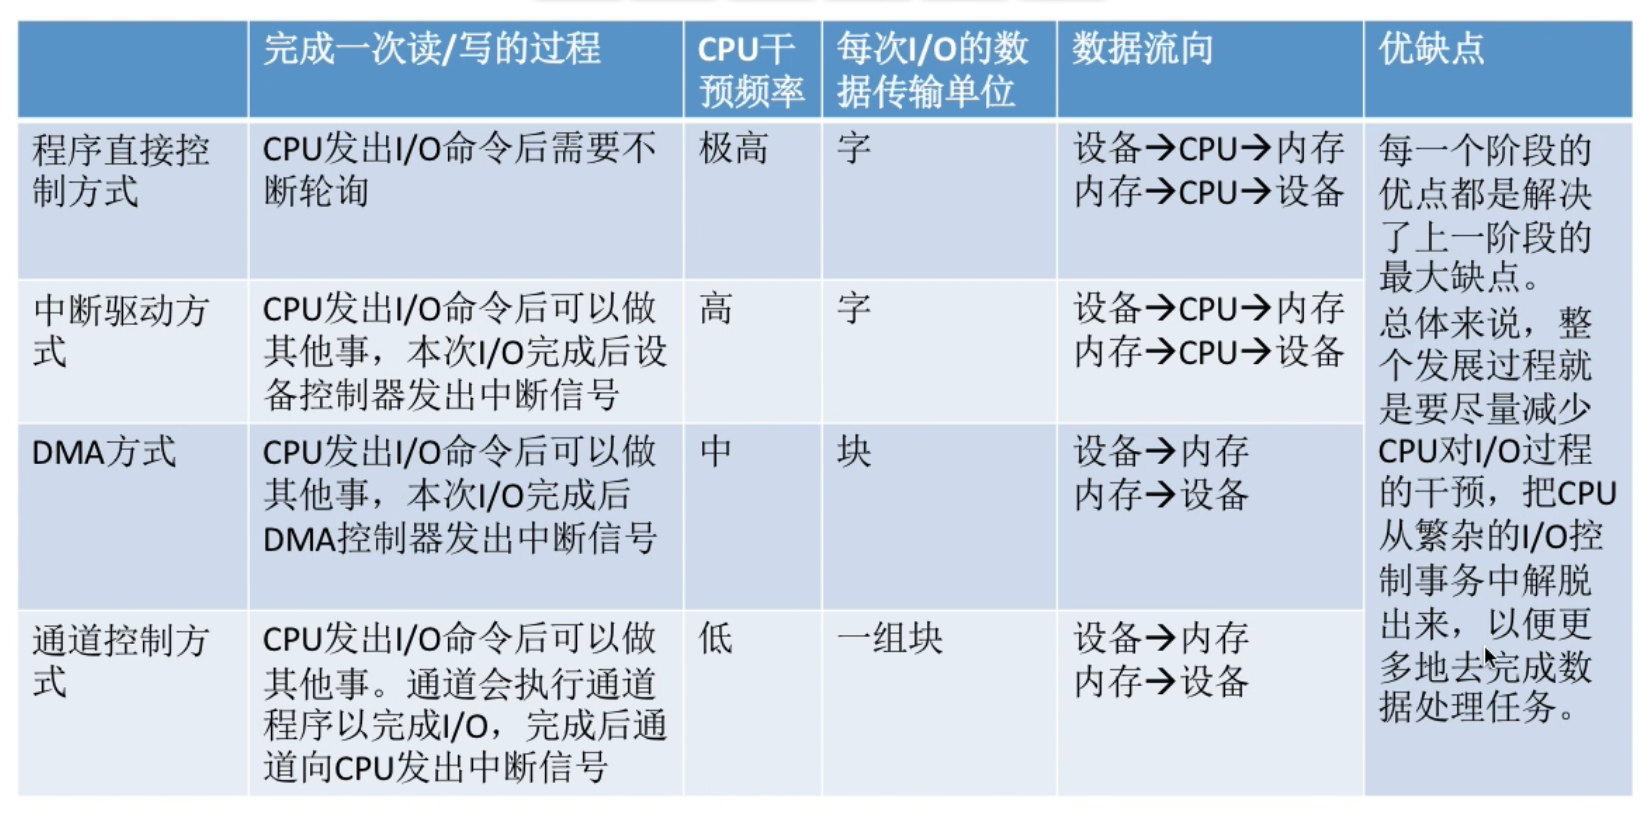 完成一次读/写的过程
CPU干
预频率
每次I/O的数
据传输单位
数据流向
优缺点
程序直接控
制方式
CPU发出I/O命令后需要不
断轮询
极高
字
设备→CPU→内存
内存→CPU→设备
每一个阶段的
优点都是解决
了上一阶段的
最大缺点。
总体来说，整
个发展过程就
是要尽量减少
CPU对I/O过程
的干预，把CPU
从繁杂的I/O控
制事务中解脱
出来，以便更
多地去完成数
据处理任务。
中断驱动方
式
CPU发出I/O命令后可以做
其他事，本次I/O完成后设
备控制器发出中断信号
高
字
设备→CPU→内存
内存→CPU→设备
DMA方式
CPU发出I/O命令后可以做
其他事，本次I/O完成后
DMA控制器发出中断信号
中
块
设备→内存
内存→设备
通道控制方
式
CPU发出I/O命令后可以做
其他事。通道会执行通道
程序以完成I/O，完成后通
道向CPU发出中断信号
低
一组块
设备→内存
内存→设备